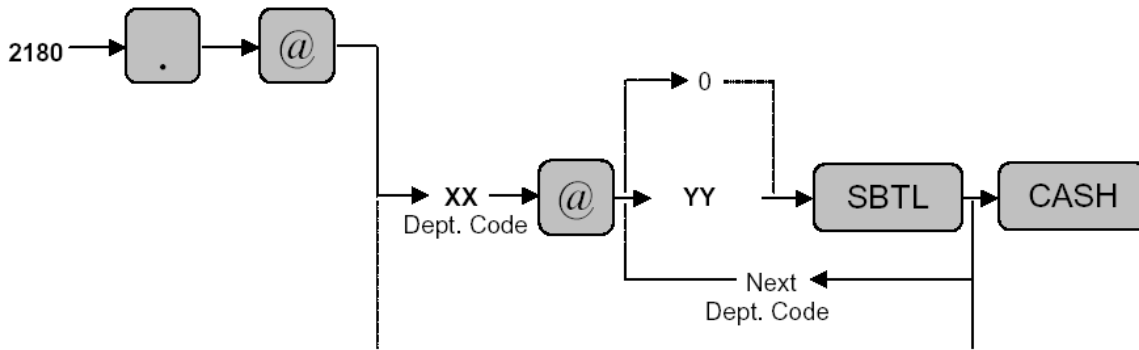 2180
.
@
0
XX
@
YY
SBTL
CASH
Dept. Code
Next
Dept. Code